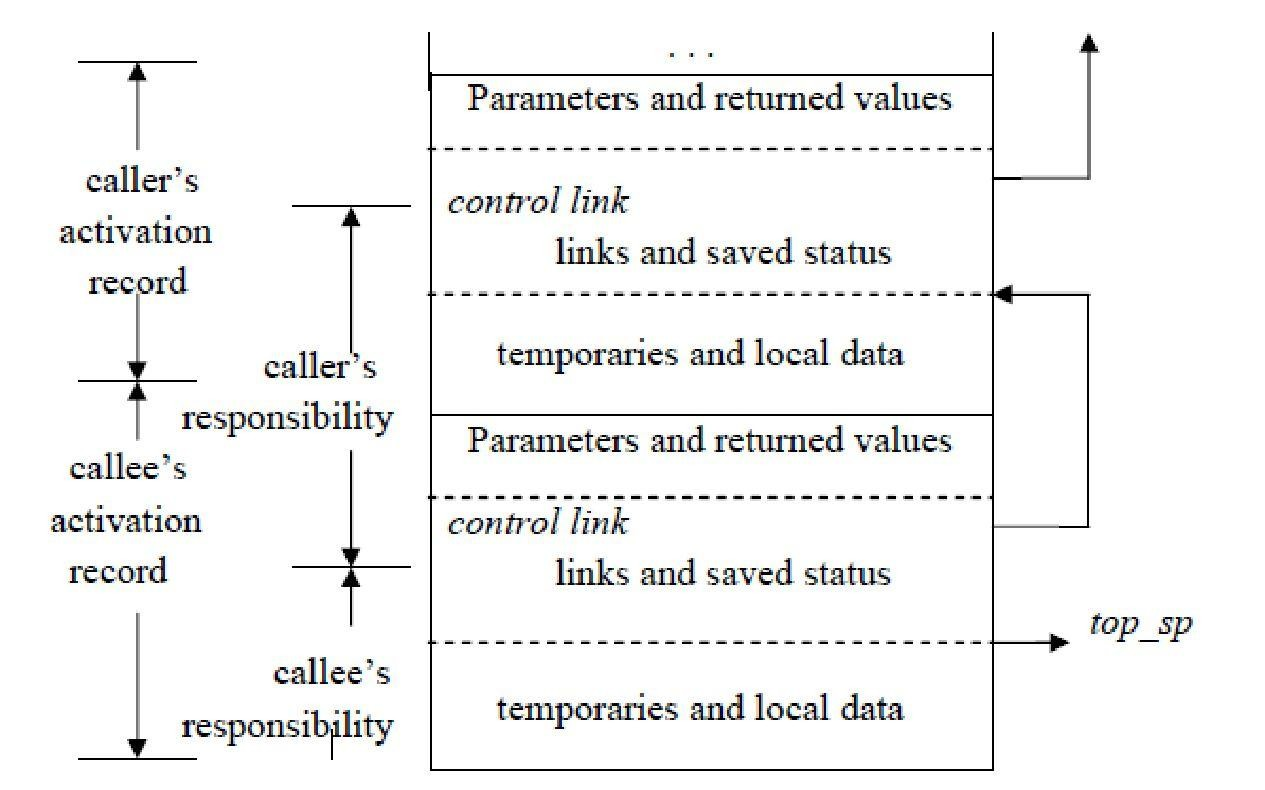 . . .
Parameters and returned values
caller's
activation
record
control link
links and saved status
temporaries and local data
caller's
responsibility
Parameters and returned values
callee's
activation
record
control link
links and saved status
top_sp
callee's
responsibility
temporaries and local data